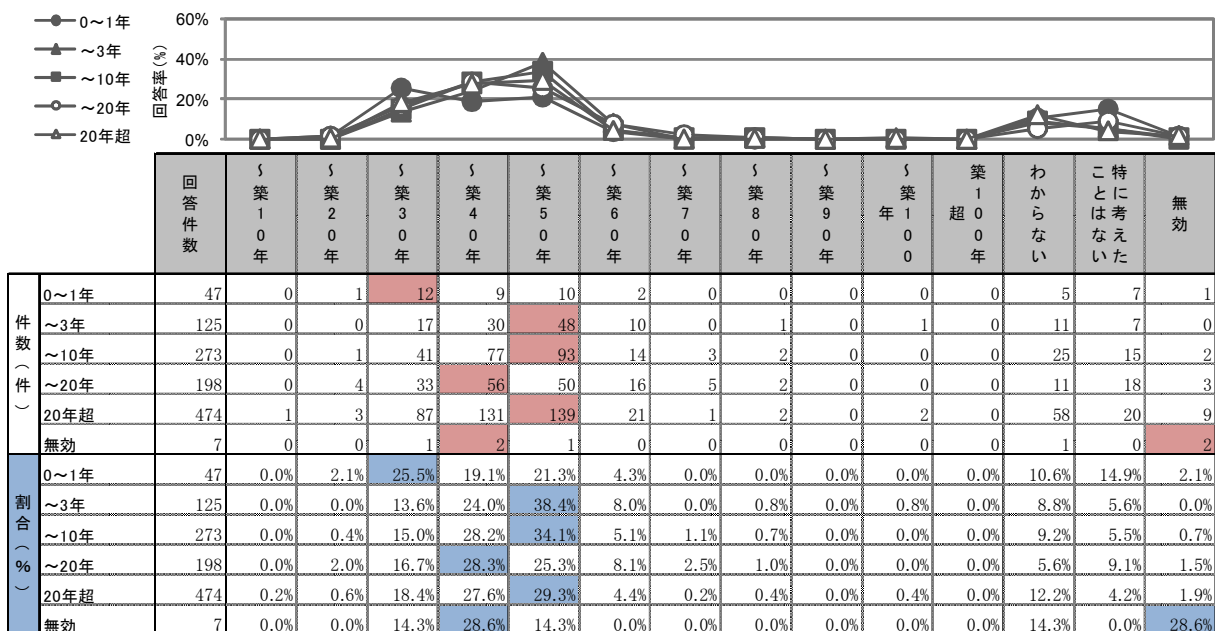 0～1年
～3年
～10年
～20年
20年超
回答率(%)
60%
40%
20%
0%
回答件数 ～築10年 ～築20年 ～築30年 ～築40年 ～築50年 ～築60年 ～築70年 ～築80年 ～築90年 ～築100年 築100年超 わからない 特に考えたことはない 無効
件数（件）
0～1年 47 0 1 12 9 10 2 0 0 0 0 0 5 7 1
～3年 125 0 0 17 30 48 10 0 1 0 1 0 11 7 0
～10年 273 0 1 41 77 93 14 3 2 0 0 0 25 15 2
～20年 198 0 4 33 56 50 16 5 2 0 0 0 11 18 3
20年超 474 1 3 87 131 139 21 1 2 0 2 0 58 20 9
無効 7 0 0 1 2 1 0 0 0 0 0 0 1 0 2
割合（%）
0～1年 47 0.0% 2.1% 25.5% 19.1% 21.3% 4.3% 0.0% 0.0% 0.0% 0.0% 0.0% 10.6% 14.9% 2.1%
～3年 125 0.0% 0.0% 13.6% 24.0% 38.4% 8.0% 0.0% 0.8% 0.0% 0.8% 0.0% 8.8% 5.6% 0.0%
～10年 273 0.0% 0.4% 15.0% 28.2% 34.1% 5.1% 1.1% 0.7% 0.0% 0.0% 0.0% 9.2% 5.5% 0.7%
～20年 198 0.0% 2.0% 16.7% 28.3% 25.3% 8.1% 2.5% 1.0% 0.0% 0.0% 0.0% 5.6% 9.1% 1.5%
20年超 474 0.2% 0.6% 18.4% 27.6% 29.3% 4.4% 0.2% 0.4% 0.0% 0.4% 0.0% 12.2% 4.2% 1.9%
無効 7 0.0% 0.0% 14.3% 28.6% 14.3% 0.0% 0.0% 0.0% 0.0% 0.0% 0.0% 14.3% 0.0% 28.6%